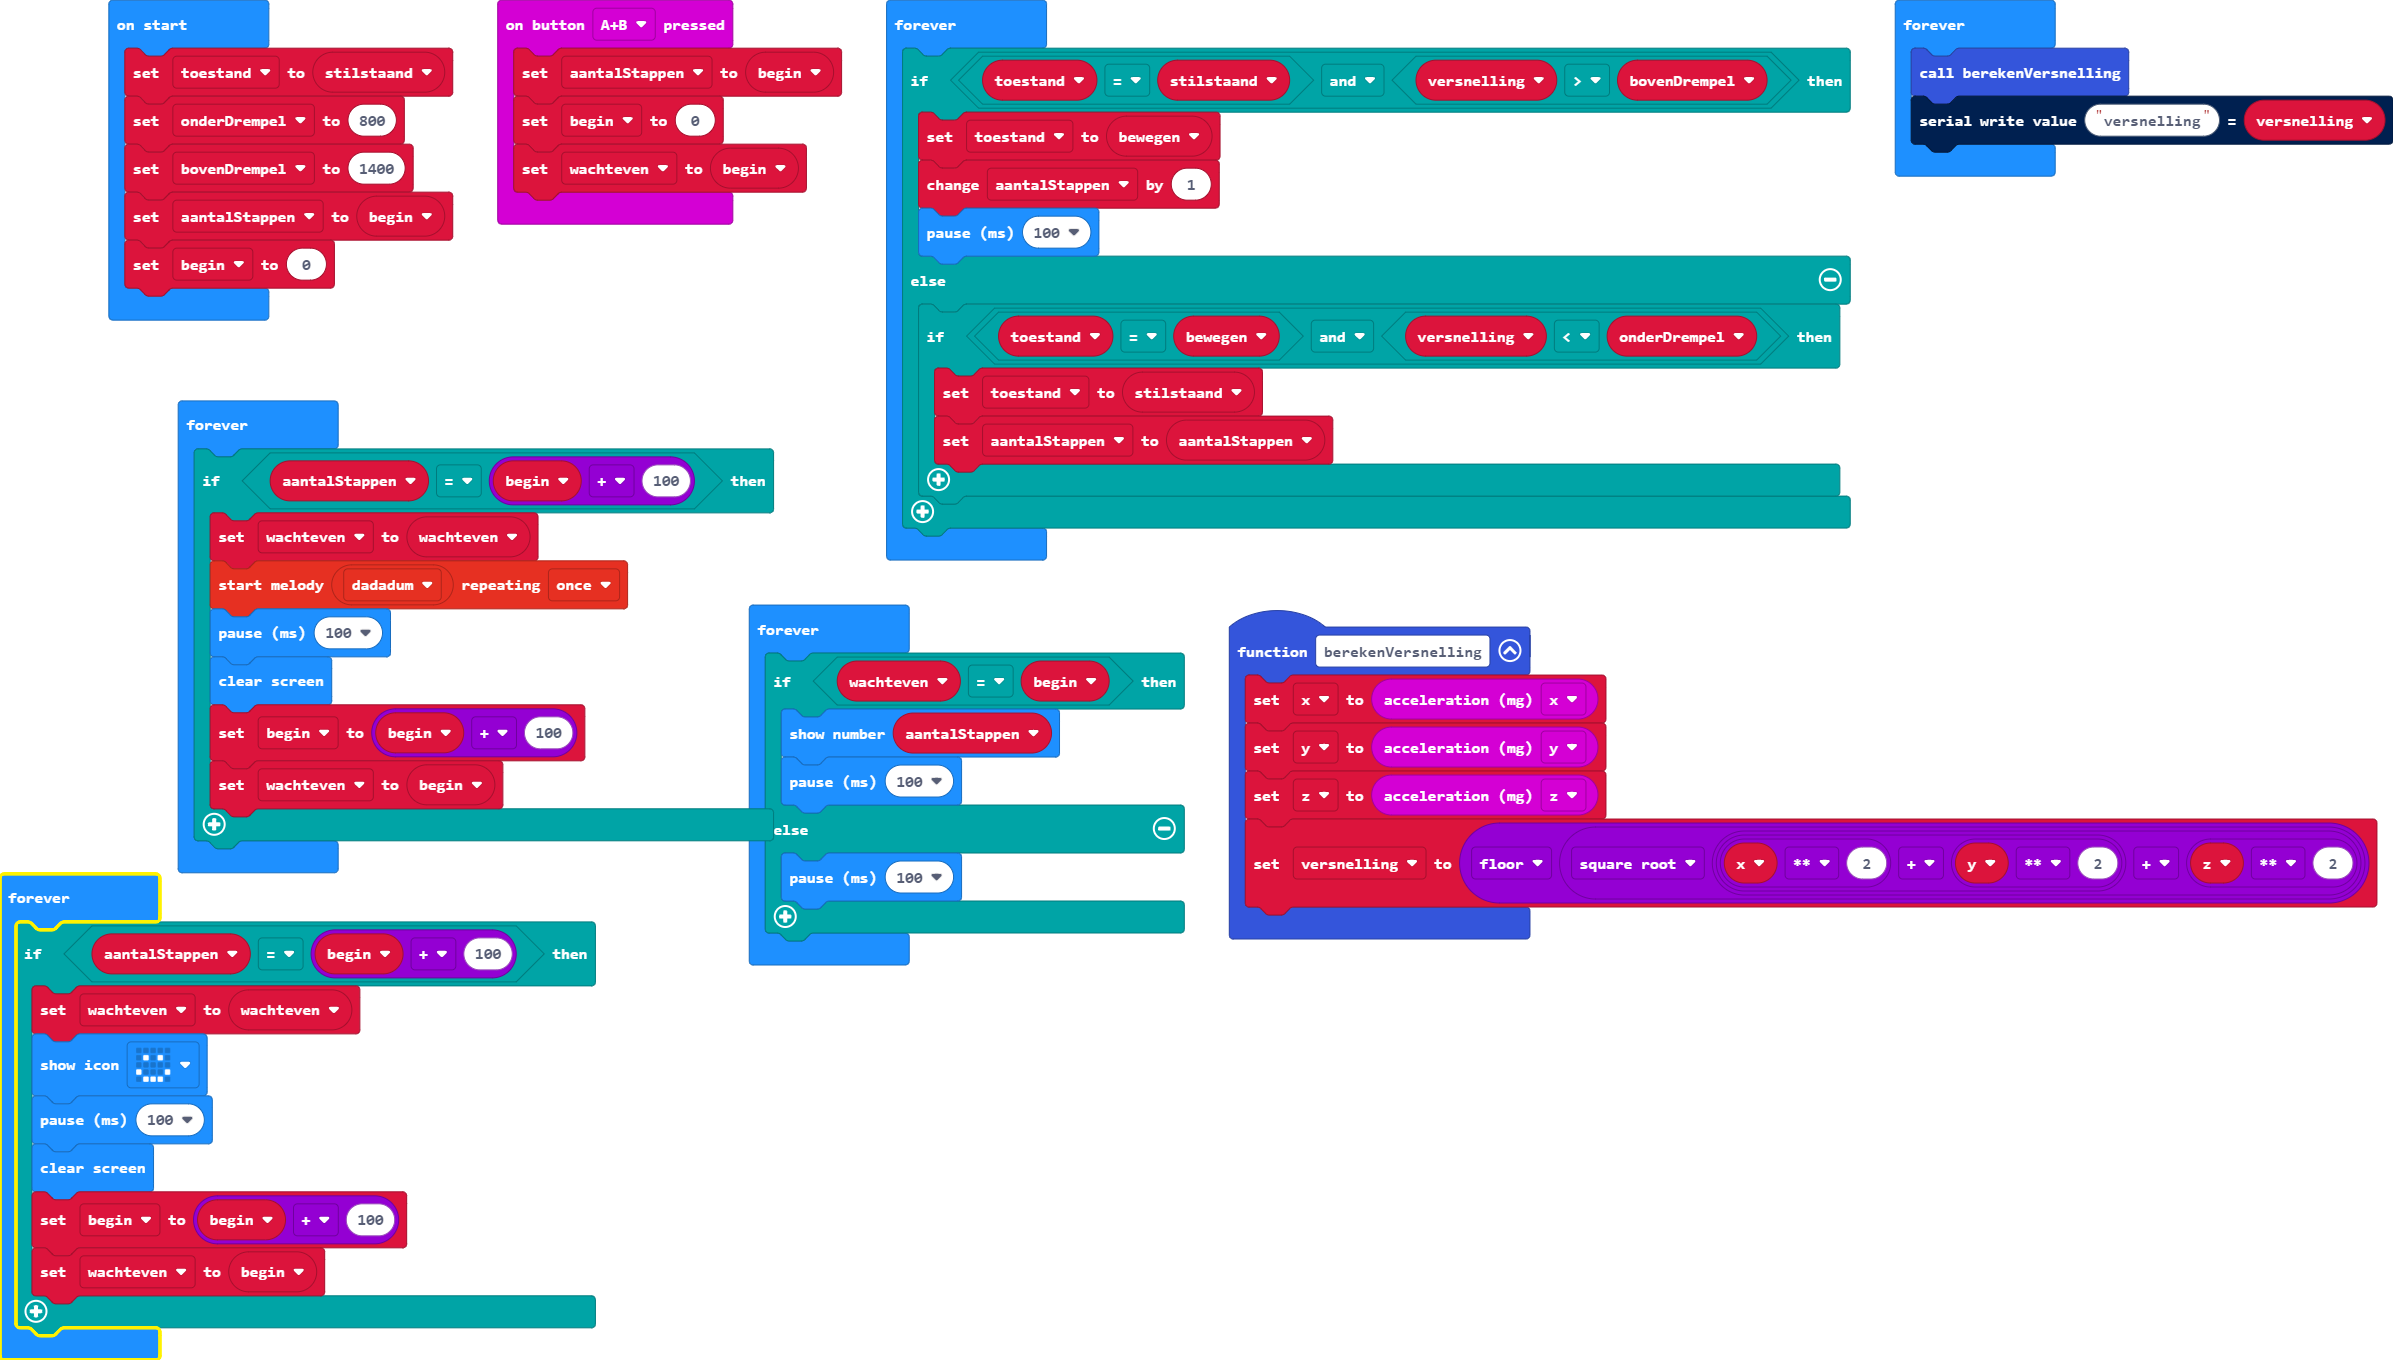 on start
set toestand to stilstaand
set onderDrempel to 800
set bovenDrempel to 1400
set aantalStappen to begin
set begin to 0
on button A+B pressed
set aantalStappen to begin
set begin to 0
set wachteven to begin
forever
if toestand = stilstaand and versnelling > bovenDrempel then
set toestand to bewegen
change aantalStappen by 1
pause (ms) 100
else
if toestand = bewegen and versnelling < onderDrempel then
set toestand to stilstaand
set aantalStappen to aantalStappen
forever
call berekenVersnelling
serial write value "versnelling" = versnelling
forever
if aantalStappen = begin + 100 then
set wachteven to wachteven
start melody dadadum repeating once
pause (ms) 100
clear screen
set begin to begin + 100
set wachteven to begin
forever
if wachteven = begin then
show number aantalStappen
pause (ms) 100
else
pause (ms) 100
function berekenVersnelling
set x to acceleration (mg) x
set y to acceleration (mg) y
set z to acceleration (mg) z
set versnelling to floor square root x ** 2 + y ** 2 + z ** 2
forever
if aantalStappen = begin + 100 then
set wachteven to wachteven
show icon
pause (ms) 100
clear screen
set begin to begin + 100
set wachteven to begin